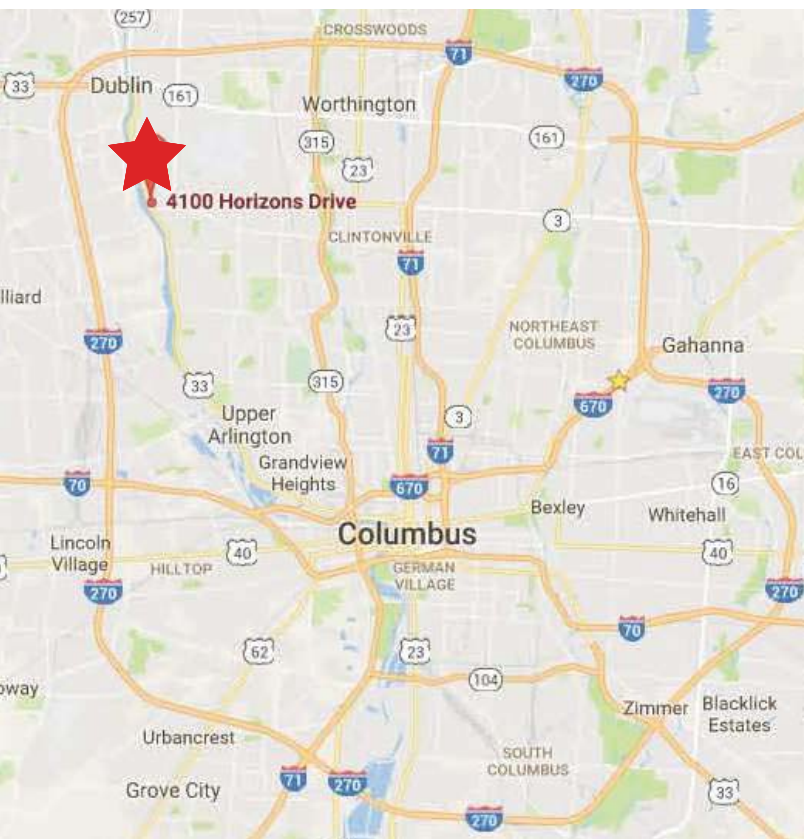 257
CROSSWOODS
71
33
Dublin
161
270
Worthington
315
161
23
4100 Horizons Drive
3
CLINTONVILLE
71
lliard
23
NORTHEAST
COLUMBUS
270
Gahanna
33
315
670
270
Upper
Arlington
3
71
EAST COL
Grandview
Heights
70
670
16
Bexley
Whitehall
Columbus
Lincoln
Village
40
40
HILLTOP
GERMAN
VILLAGE
270
270
70
62
23
104
oway
Zimmer
Blacklick
Estates
Urbancrest
SOUTH
COLUMBUS
71
270
Grove City
33
270